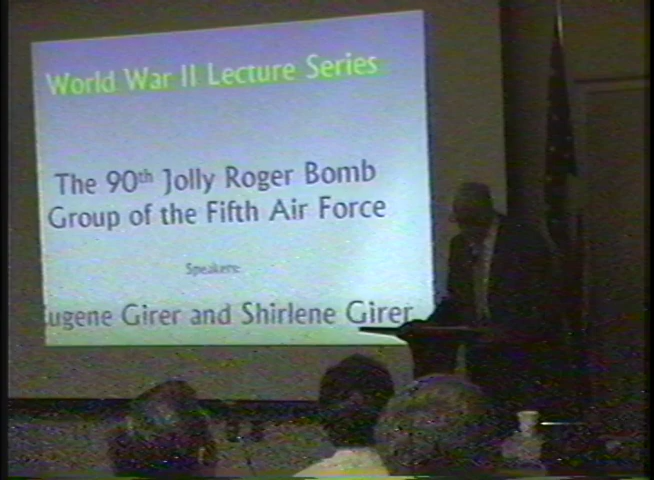 World War II Lecture Series
The 90th Jolly Roger Bomb
Group of the Fifth Air Force
Speakers:
ugene Girer and Shirlene Girer